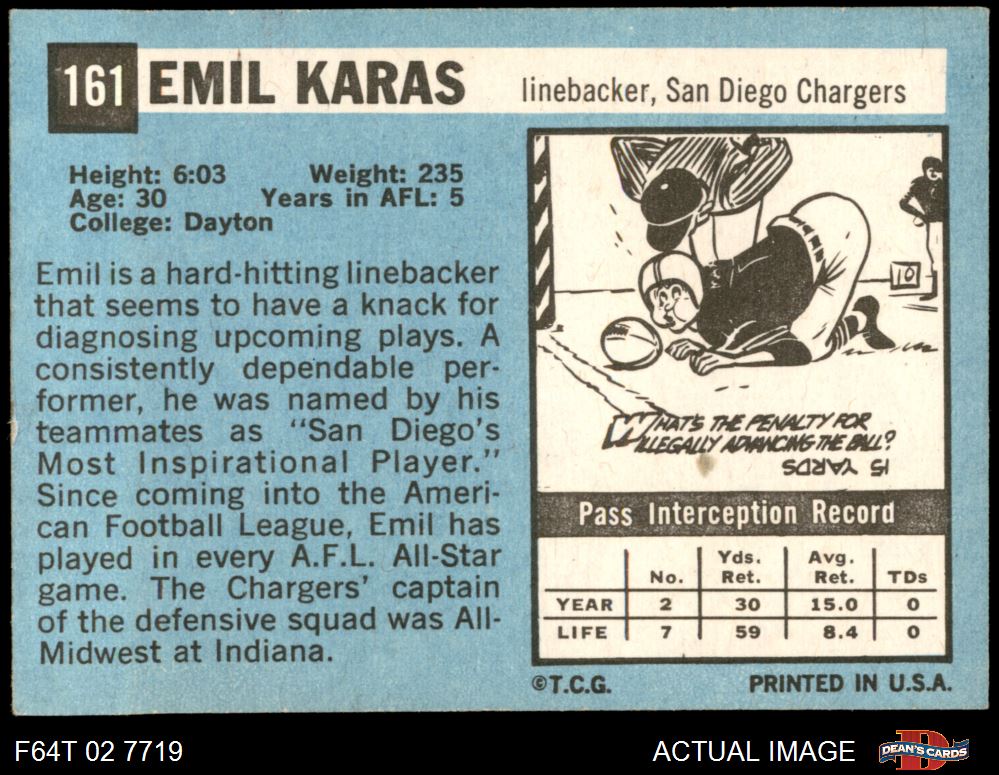 161 EMIL KARAS linebacker, San Diego Chargers
Height: 6:03 Weight: 235
Age: 30 Years in AFL: 5
College: Dayton
Emil is a hard-hitting linebacker
that seems to have a knack for
diagnosing upcoming plays. A
consistently dependable per-
former, he was named by his
teammates as "San Diego's
Most Inspirational Player."
Since coming into the Ameri-
can Football League, Emil has
played in every A.F.L. All-Star
game. The Chargers' captain
of the defensive squad was All-
Midwest at Indiana.
10
WHAT'S THE PENALTY FOR
ILLEGALLY ADVANCING THE BALL?
15 YARDS
Pass Interception Record
No. Yds. Ret. Avg. Ret. TDs
YEAR 2 30 15.0 0
LIFE 7 59 8.4 0
©T.C.G. PRINTED IN U.S.A.
F64T 02 7719 ACTUAL IMAGE D DEAN'S CARDS